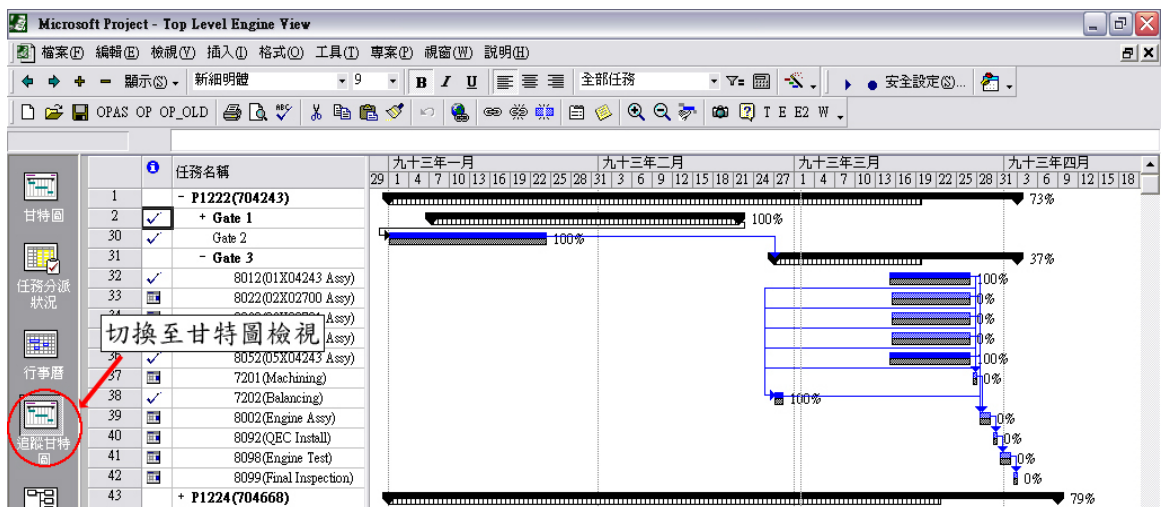 Microsoft Project - Top Level Engine View
檔案(F) 編輯(E) 檢視(V) 插入(I) 格式(O) 工具(T) 專案(P) 視窗(W) 說明(H)
顯示(S) 新細明體 9 B I U 全部任務 Y= 安全設定(S)...
OPAS OP OP_OLD ABC T E E2 W
任務名稱
九十三年一月 九十三年二月 九十三年三月 九十三年四月
29 1 4 7 10 13 16 19 22 25 28 31 3 6 9 12 15 18 21 24 27 1 4 7 10 13 16 19 22 25 28 31 3 6 9 12 15 18
甘特圖
任務分派
狀況
行事曆
追蹤甘特
圖
切換至甘特圖檢視
1 - P1222(704243) 73%
2 + Gate 1 100%
30 Gate 2 100%
31 - Gate 3 37%
32 8012(01X04243 Assy) 100%
33 8022(02X02700 Assy) 0%
Assy) 0%
Assy) 0%
36 8052(05X04243 Assy) 100%
37 7201(Machining) 0%
38 7202(Balancing) 100%
39 8002(Engine Assy) 0%
40 8092(QEC Install) 0%
41 8098(Engine Test) 0%
42 8099(Final Inspection) 0%
43 + P1224(704668) 79%